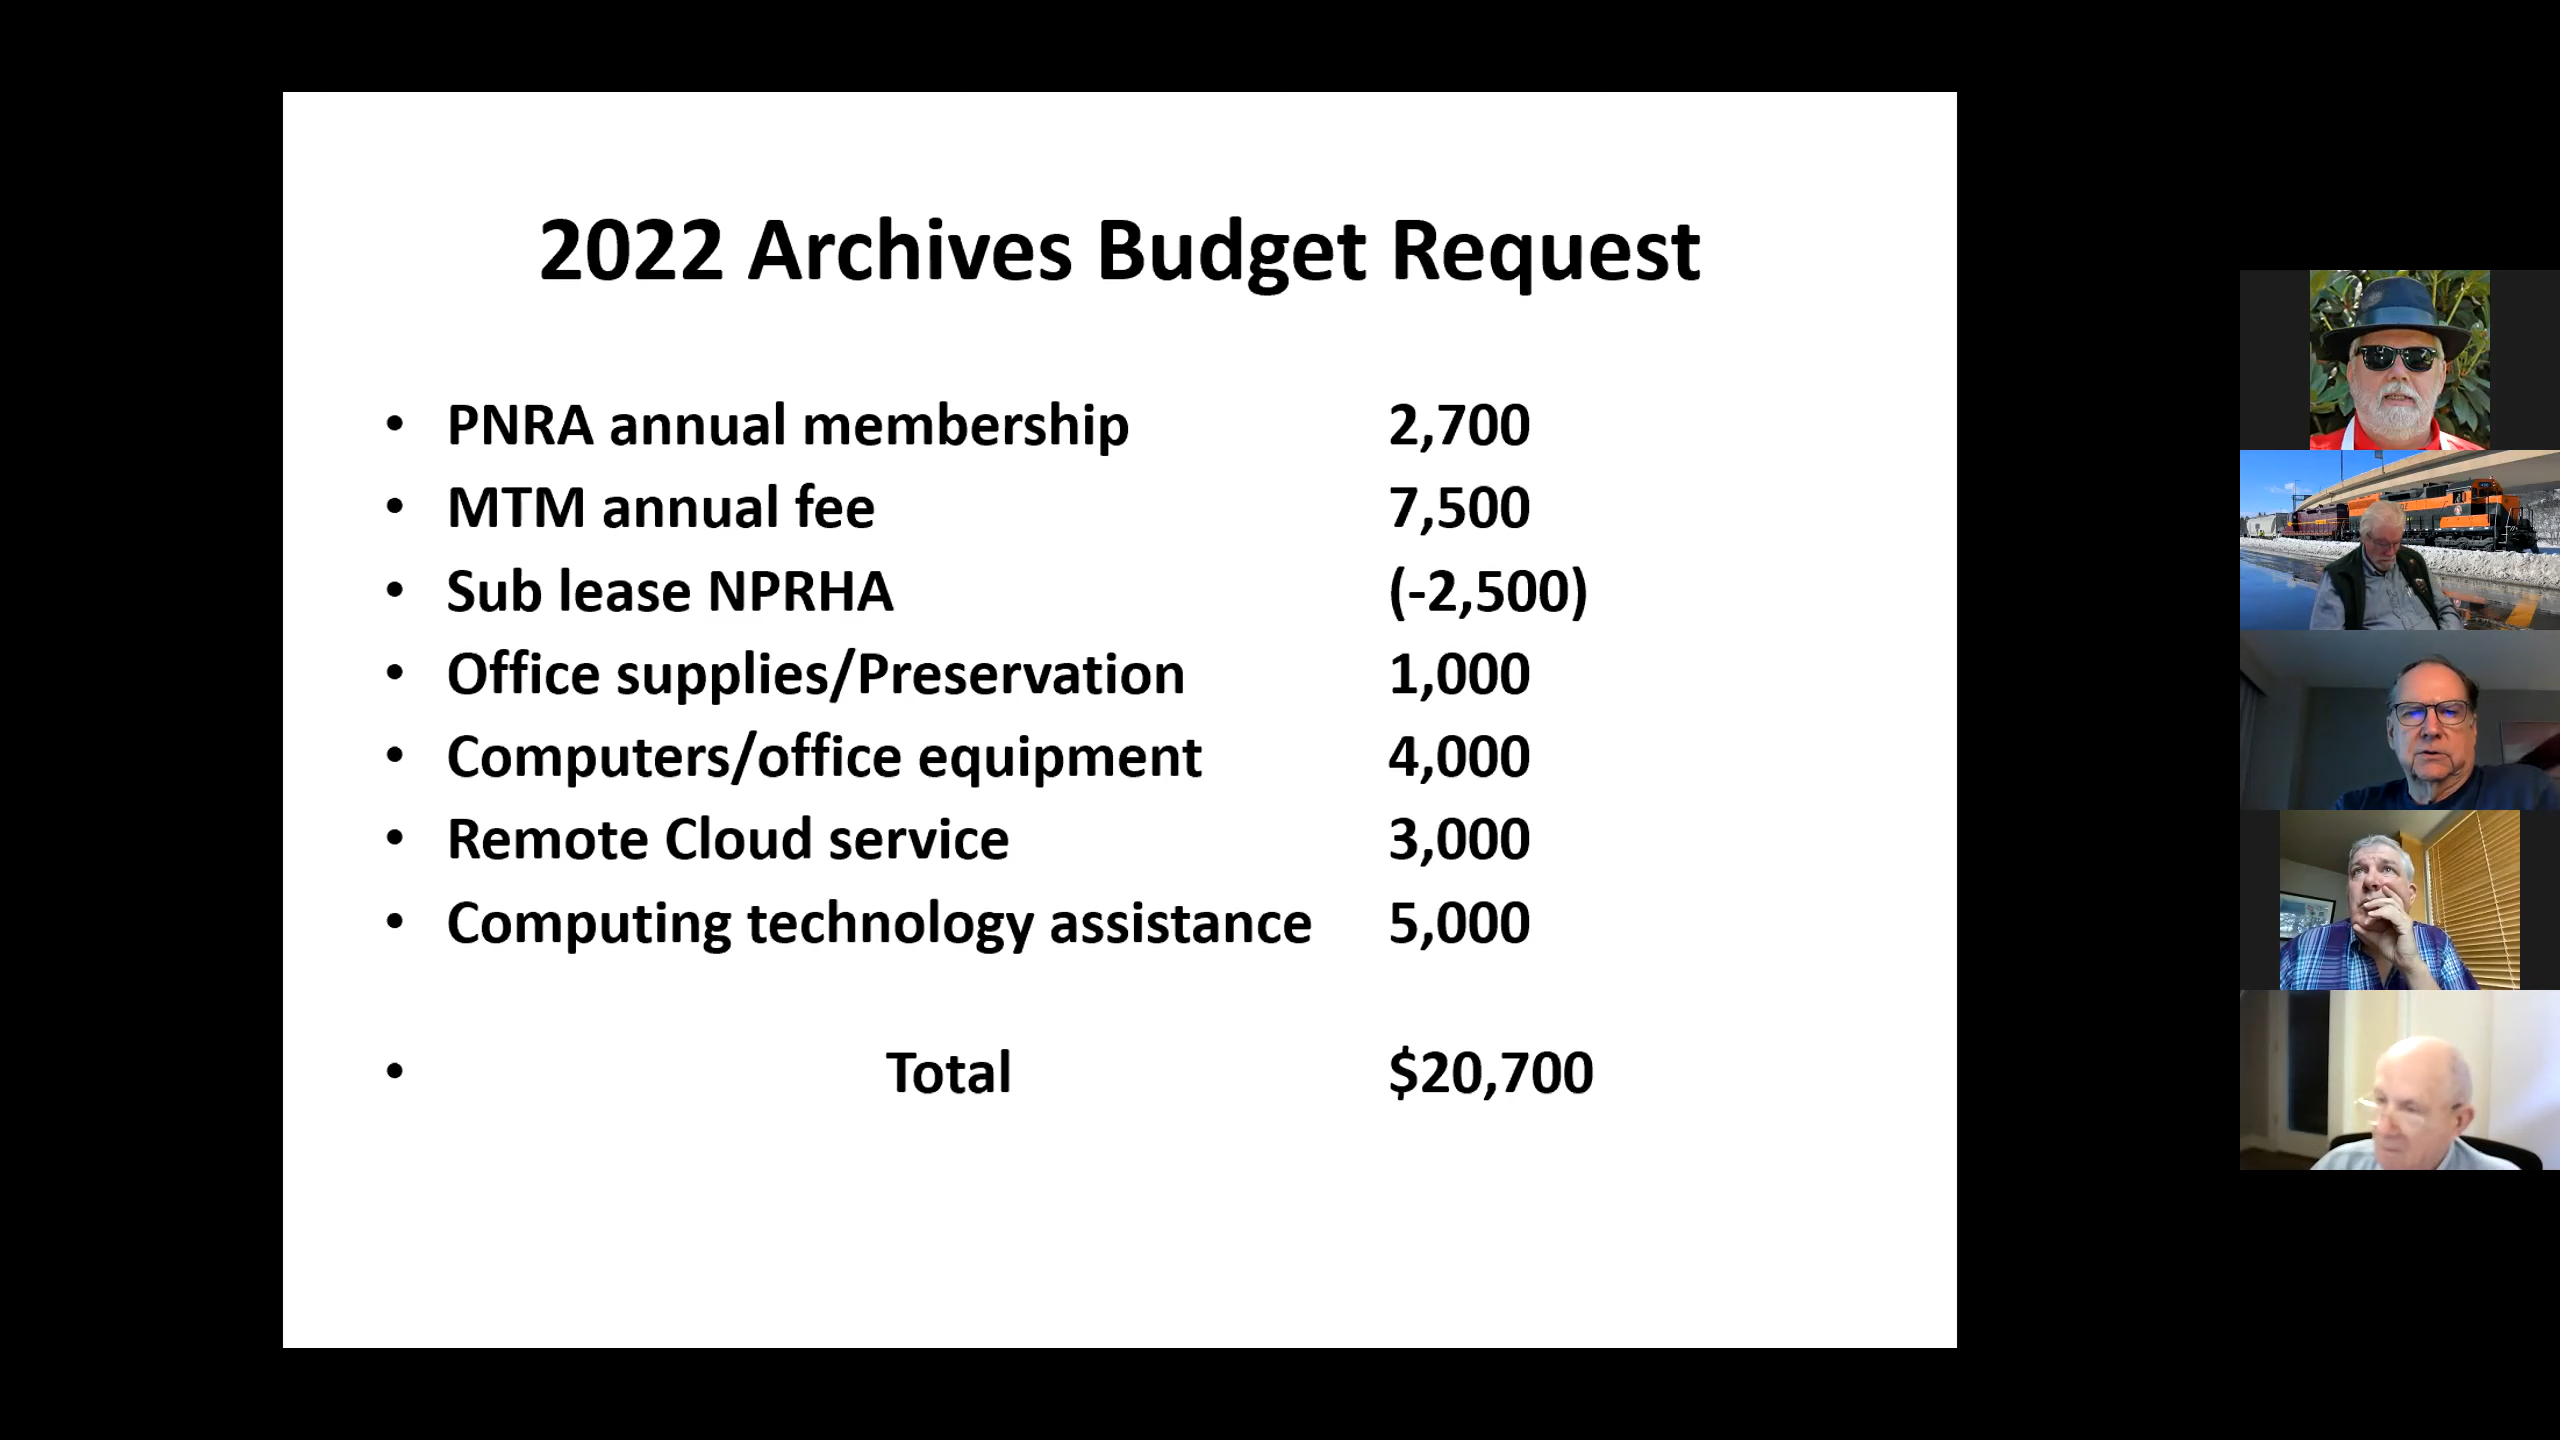 2022 Archives Budget Request
• PNRA annual membership 2,700
• MTM annual fee 7,500
• Sub lease NPRHA (-2,500)
• Office supplies/Preservation 1,000
• Computers/office equipment 4,000
• Remote Cloud service 3,000
• Computing technology assistance 5,000
• Total $20,700